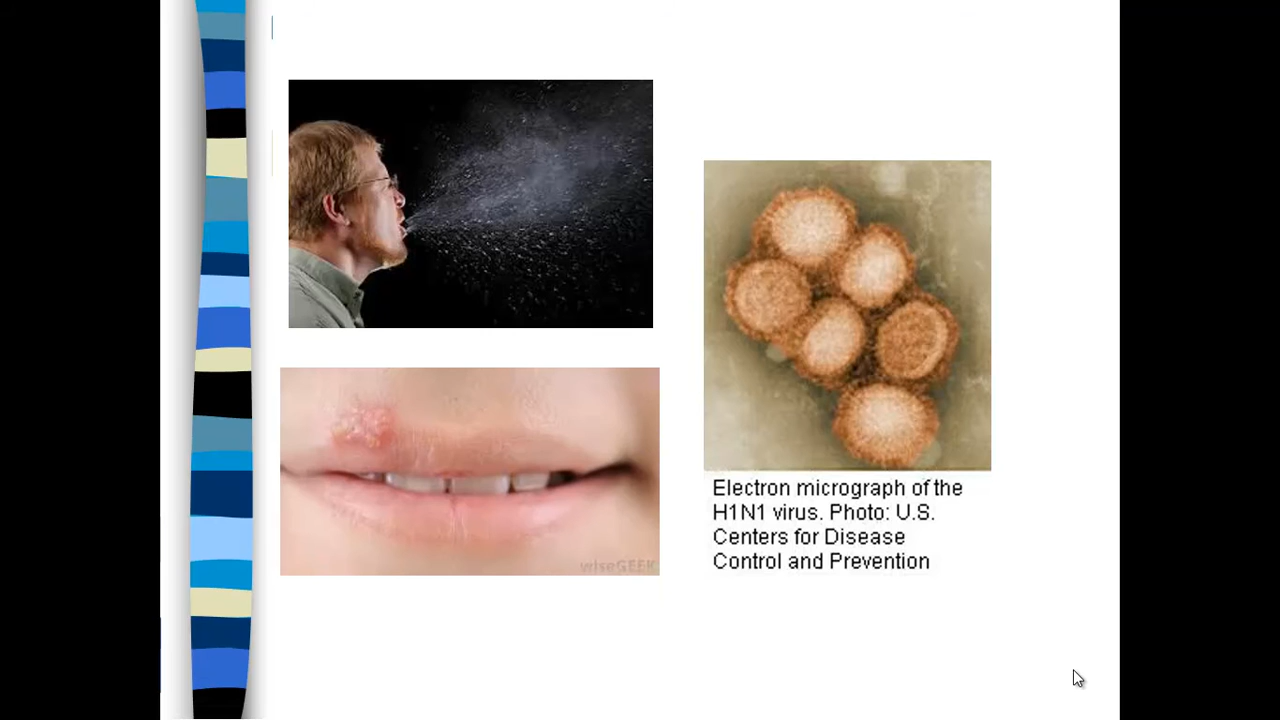 wiseGEEK
Electron micrograph of the
H1N1 virus. Photo: U.S.
Centers for Disease
Control and Prevention